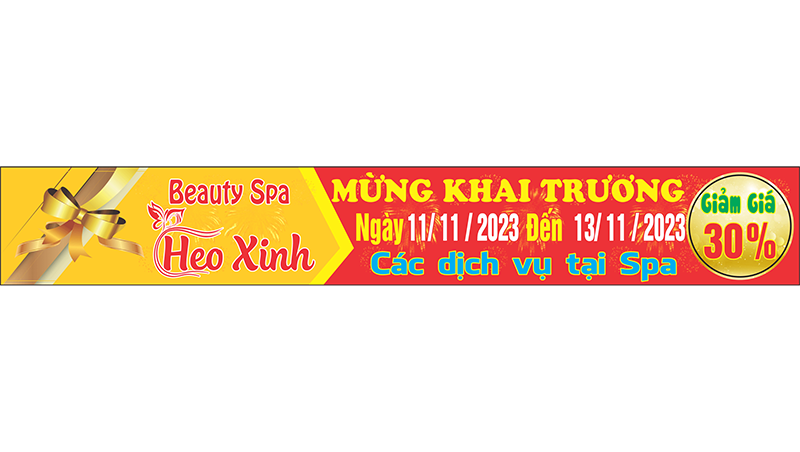 Beauty Spa
Heo Xinh
MỪNG KHAI TRƯƠNG
Ngày 11/ 11 / 2023 Đến 13/ 11 / 2023
Các dịch vụ tại Spa
Giảm Giá
30%